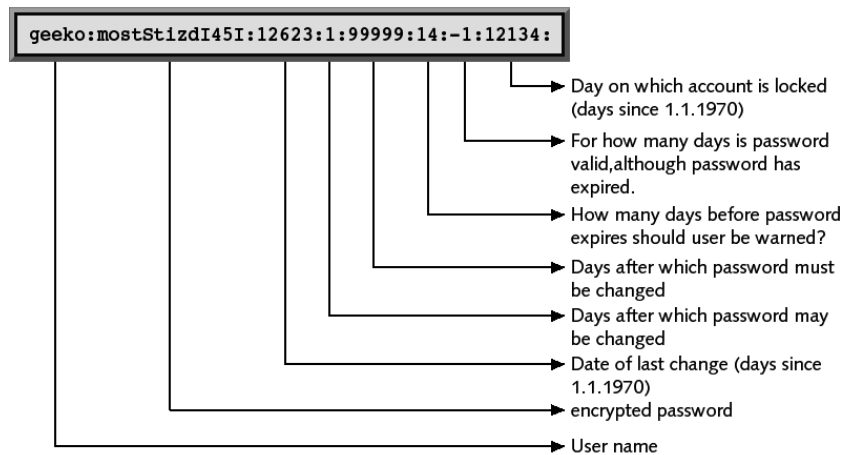 geeko:mostStizdI45I:12623:1:99999:14:-1:12134:
Day on which account is locked
(days since 1.1.1970)
For how many days is password
valid,although password has
expired.
How many days before password
expires should user be warned?
Days after which password must
be changed
Days after which password may
be changed
Date of last change (days since
1.1.1970)
encrypted password
User name